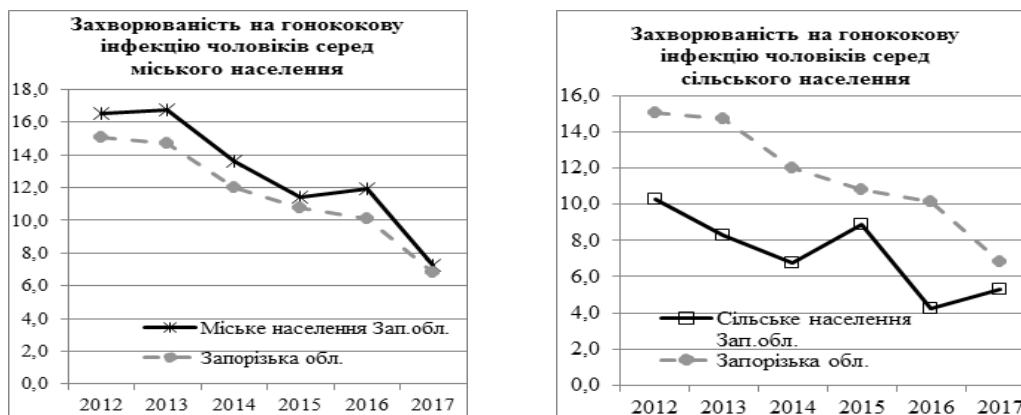 Захворюваність на гонококову
інфекцію чоловіків серед
міського населення
18,0
16,0
14,0
12,0
10,0
8,0
6,0
4,0
2,0
0,0
Міське населення Зап.обл.
Запорізька обл.
2012 2013 2014 2015 2016 2017
Захворюваність на гонококову
інфекцію чоловіків серед
сільського населення
16,0
14,0
12,0
10,0
8,0
6,0
4,0
2,0
0,0
Сільське населення
Зап.обл.
Запорізька обл.
2012 2013 2014 2015 2016 2017